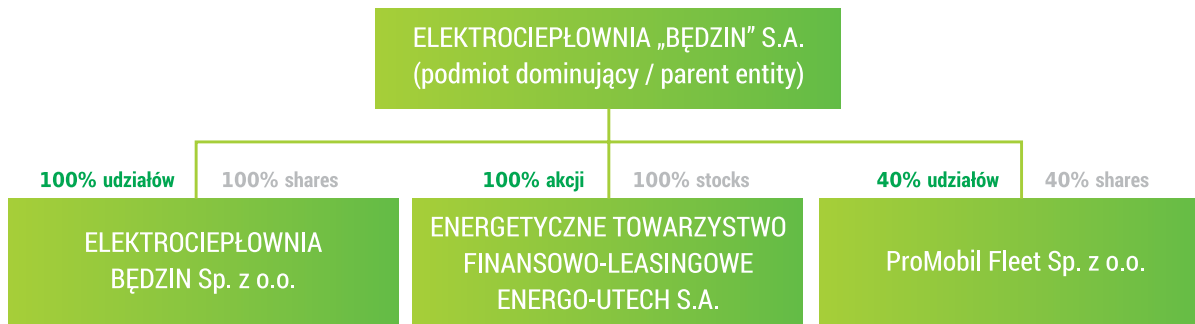 ELEKTROCIEPŁOWNIA „BĘDZIN” S.A.
(podmiot dominujący / parent entity)
100% udziałów 100% shares
100% akcji 100% stocks
40% udziałów 40% shares
ELEKTROCIEPŁOWNIA
BĘDZIN Sp. z o.o.
ENERGETYCZNE TOWARZYSTWO
FINANSOWO-LEASINGOWE
ENERGO-UTECH S.A.
ProMobil Fleet Sp. z o.o.